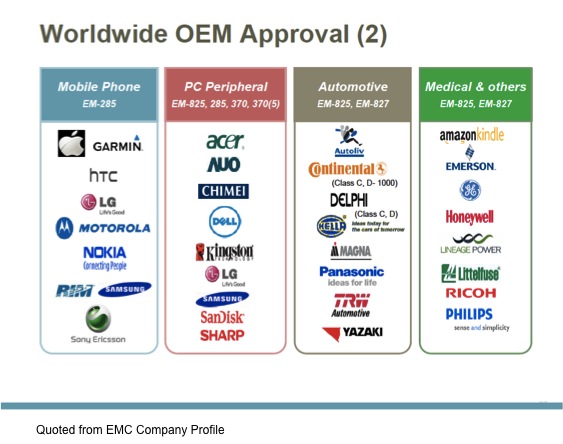 Worldwide OEM Approval (2)
Mobile Phone
EM-285
GARMIN
htc
LG
Life's Good
MOTOROLA
NOKIA
Connecting People
RIM SAMSUNG
Sony Ericsson
PC Peripheral
EM-825, 285, 370, 370(5)
acer
AUO
CHIMEI
DELL
Kingston
TECHNOLOGY
LG
Life's Good
SAMSUNG
SanDisk
SHARP
Automotive
EM-825, EM-827
Autoliv
Continental
(Class C, D- 1000)
DELPHI
(Class C, D)
HELLA
Ideas today for
the cars of tomorrow
MAGNA
Panasonic
ideas for life
TRW
Automotive
YAZAKI
Medical & others
EM-825, EM-827
amazonkindle
EMERSON
GE
Honeywell
LINEAGE POWER
Littelfuse
RICOH
PHILIPS
sense and simplicity
Quoted from EMC Company Profile